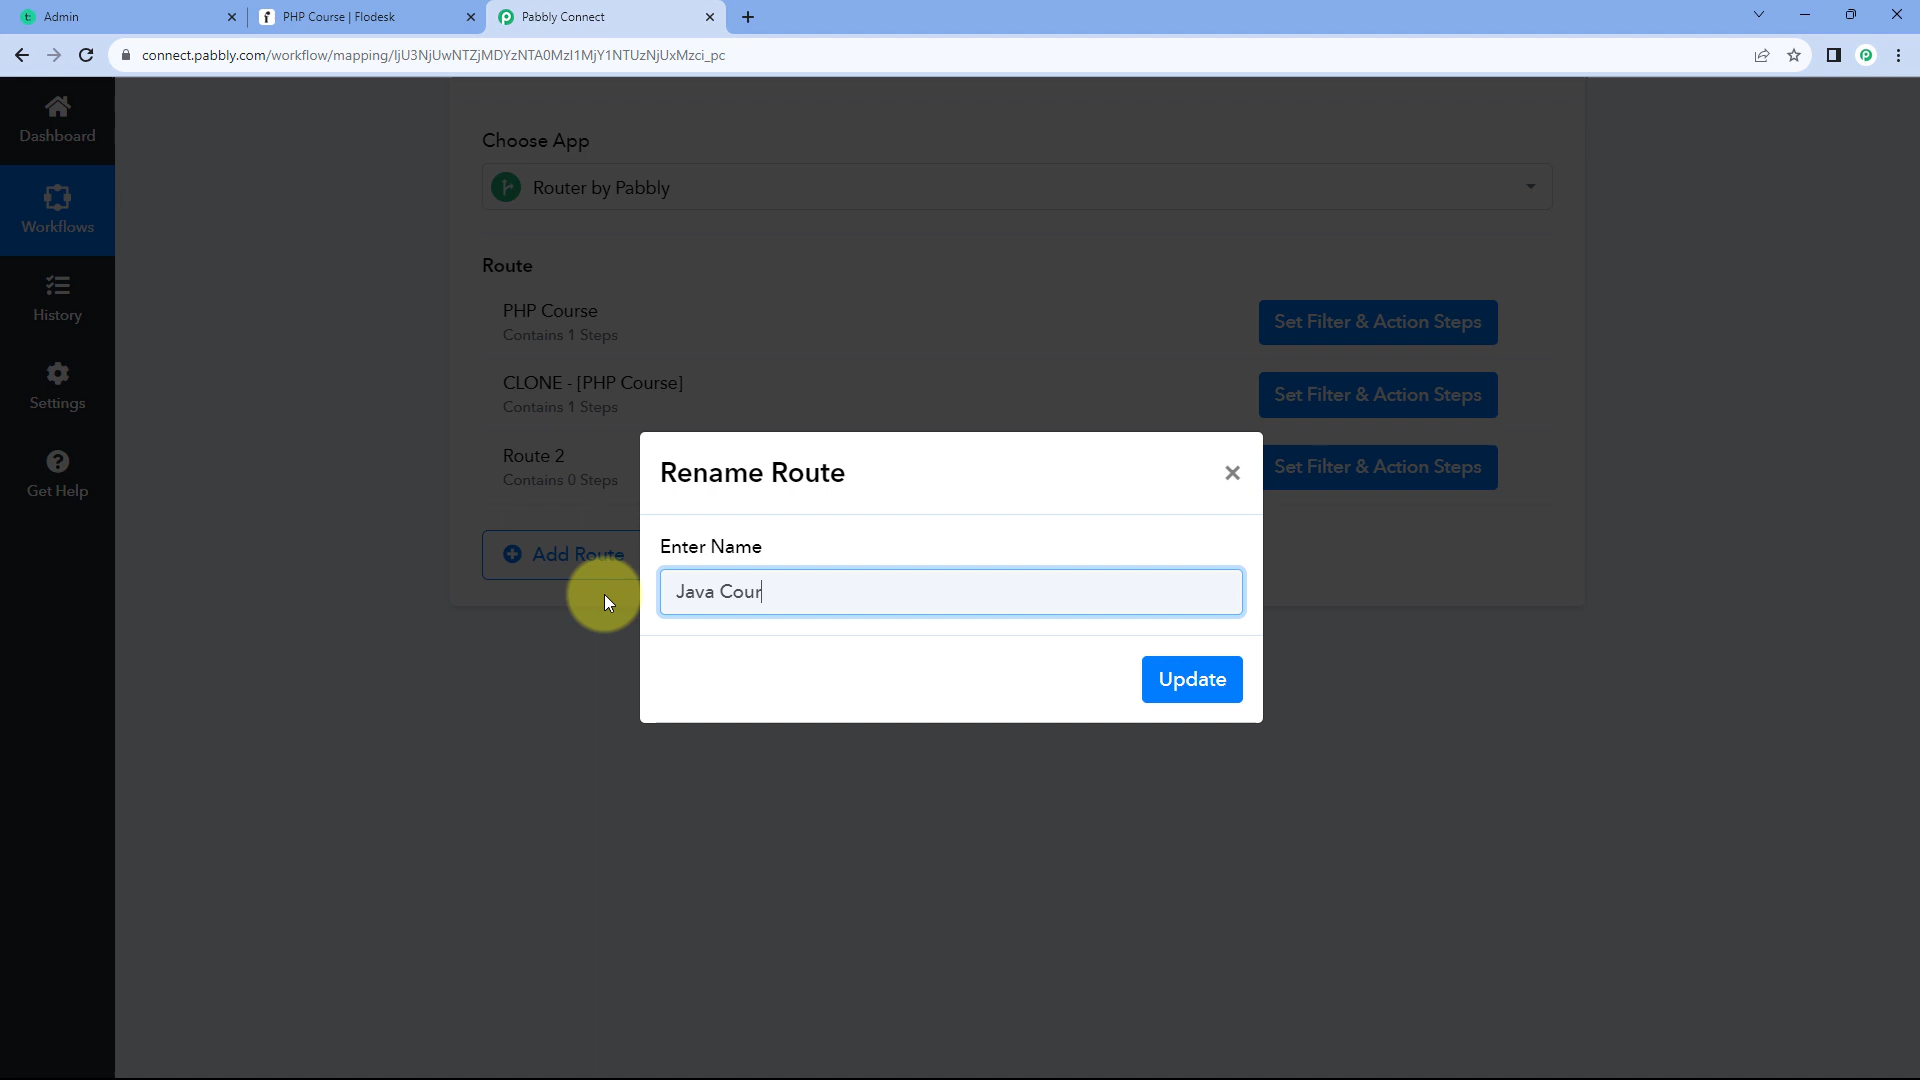 Admin
PHP Course | Flodesk
Pabbly Connect
connect.pabbly.com/workflow/mapping/IjU3NjUwNTZjMDYzNTA0MzI1MjY1NTUzNjUxMzci_pc
Dashboard
Workflows
History
Settings
Get Help
Choose App
Router by Pabbly
Route
PHP Course
Contains 1 Steps
Set Filter & Action Steps
CLONE - [PHP Course]
Contains 1 Steps
Set Filter & Action Steps
Route 2
Contains 0 Steps
Set Filter & Action Steps
Add Route
Rename Route
Enter Name
Java Cour
Update